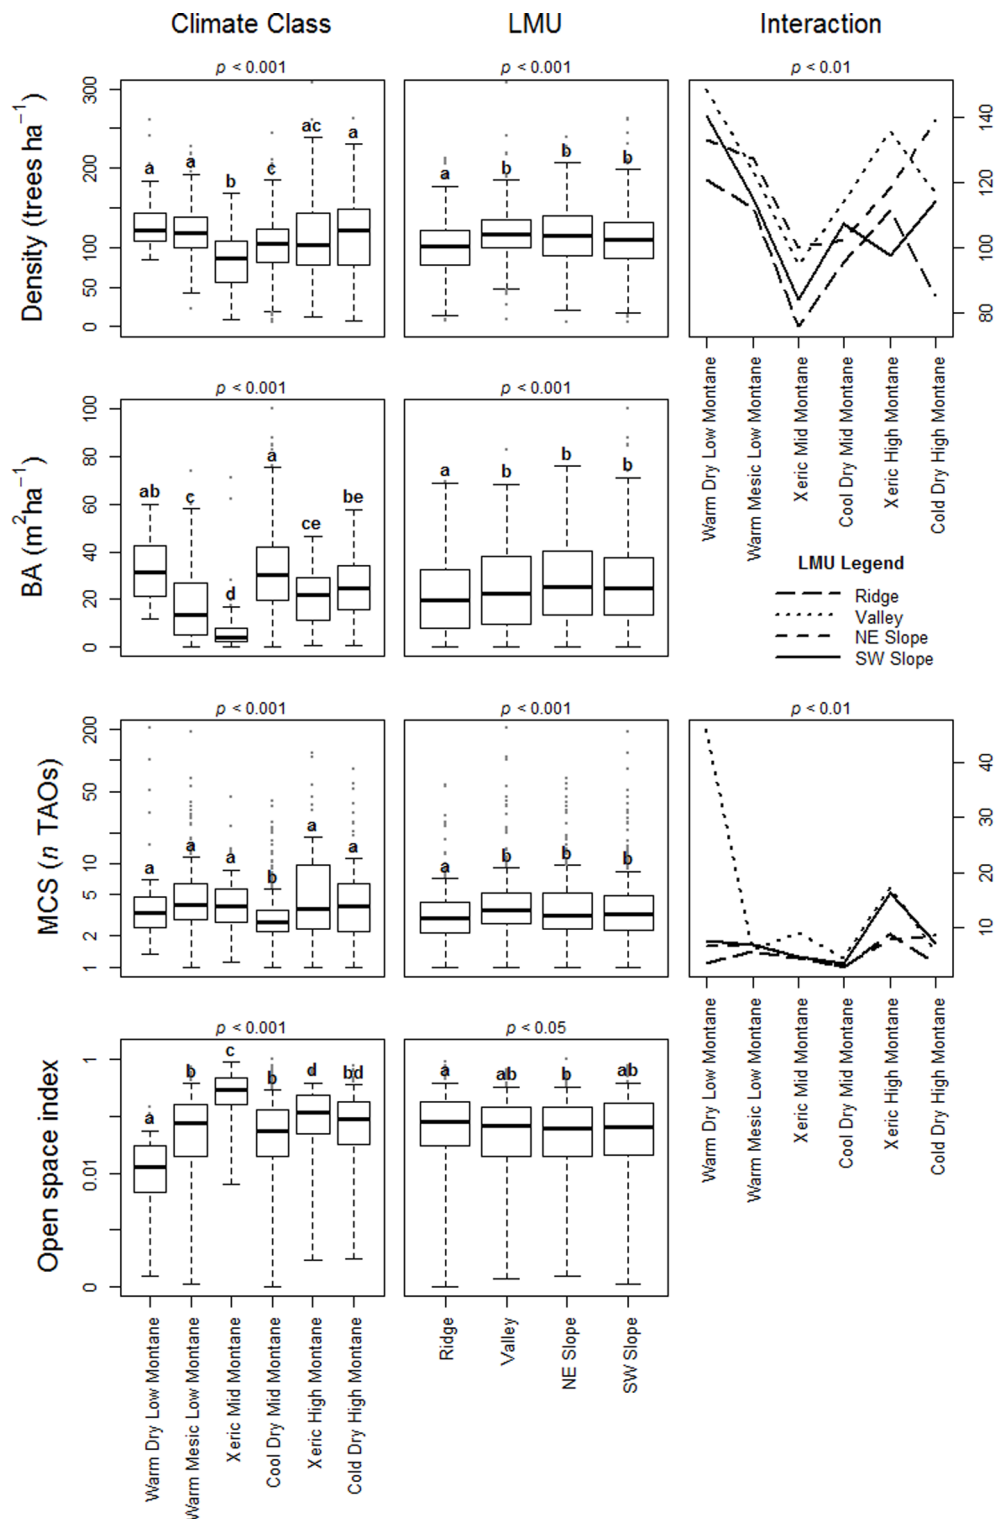 Climate Class LMU Interaction
p < 0.001 p < 0.001 p < 0.01
Density (trees ha−1)
300
200
150
100
50
0
a a b c ac a
a b b b
140
120
100
80
Warm Dry Low Montane
Warm Mesic Low Montane
Xeric Mid Montane
Cool Dry Mid Montane
Xeric High Montane
Cold Dry High Montane
p < 0.001 p < 0.001
BA (m2ha−1)
100
80
60
40
20
0
ab c d a ce be
a b b b
LMU Legend
Ridge
Valley
NE Slope
SW Slope
p < 0.001 p < 0.001 p < 0.01
MCS (n TAOs)
200
50
10
5
2
1
a a a b a a
a b b b
40
30
20
10
Warm Dry Low Montane
Warm Mesic Low Montane
Xeric Mid Montane
Cool Dry Mid Montane
Xeric High Montane
Cold Dry High Montane
p < 0.001 p < 0.05
Open space index
1
0.01
0
a b c b d bd
a ab b ab
Warm Dry Low Montane
Warm Mesic Low Montane
Xeric Mid Montane
Cool Dry Mid Montane
Xeric High Montane
Cold Dry High Montane
Ridge
Valley
NE Slope
SW Slope